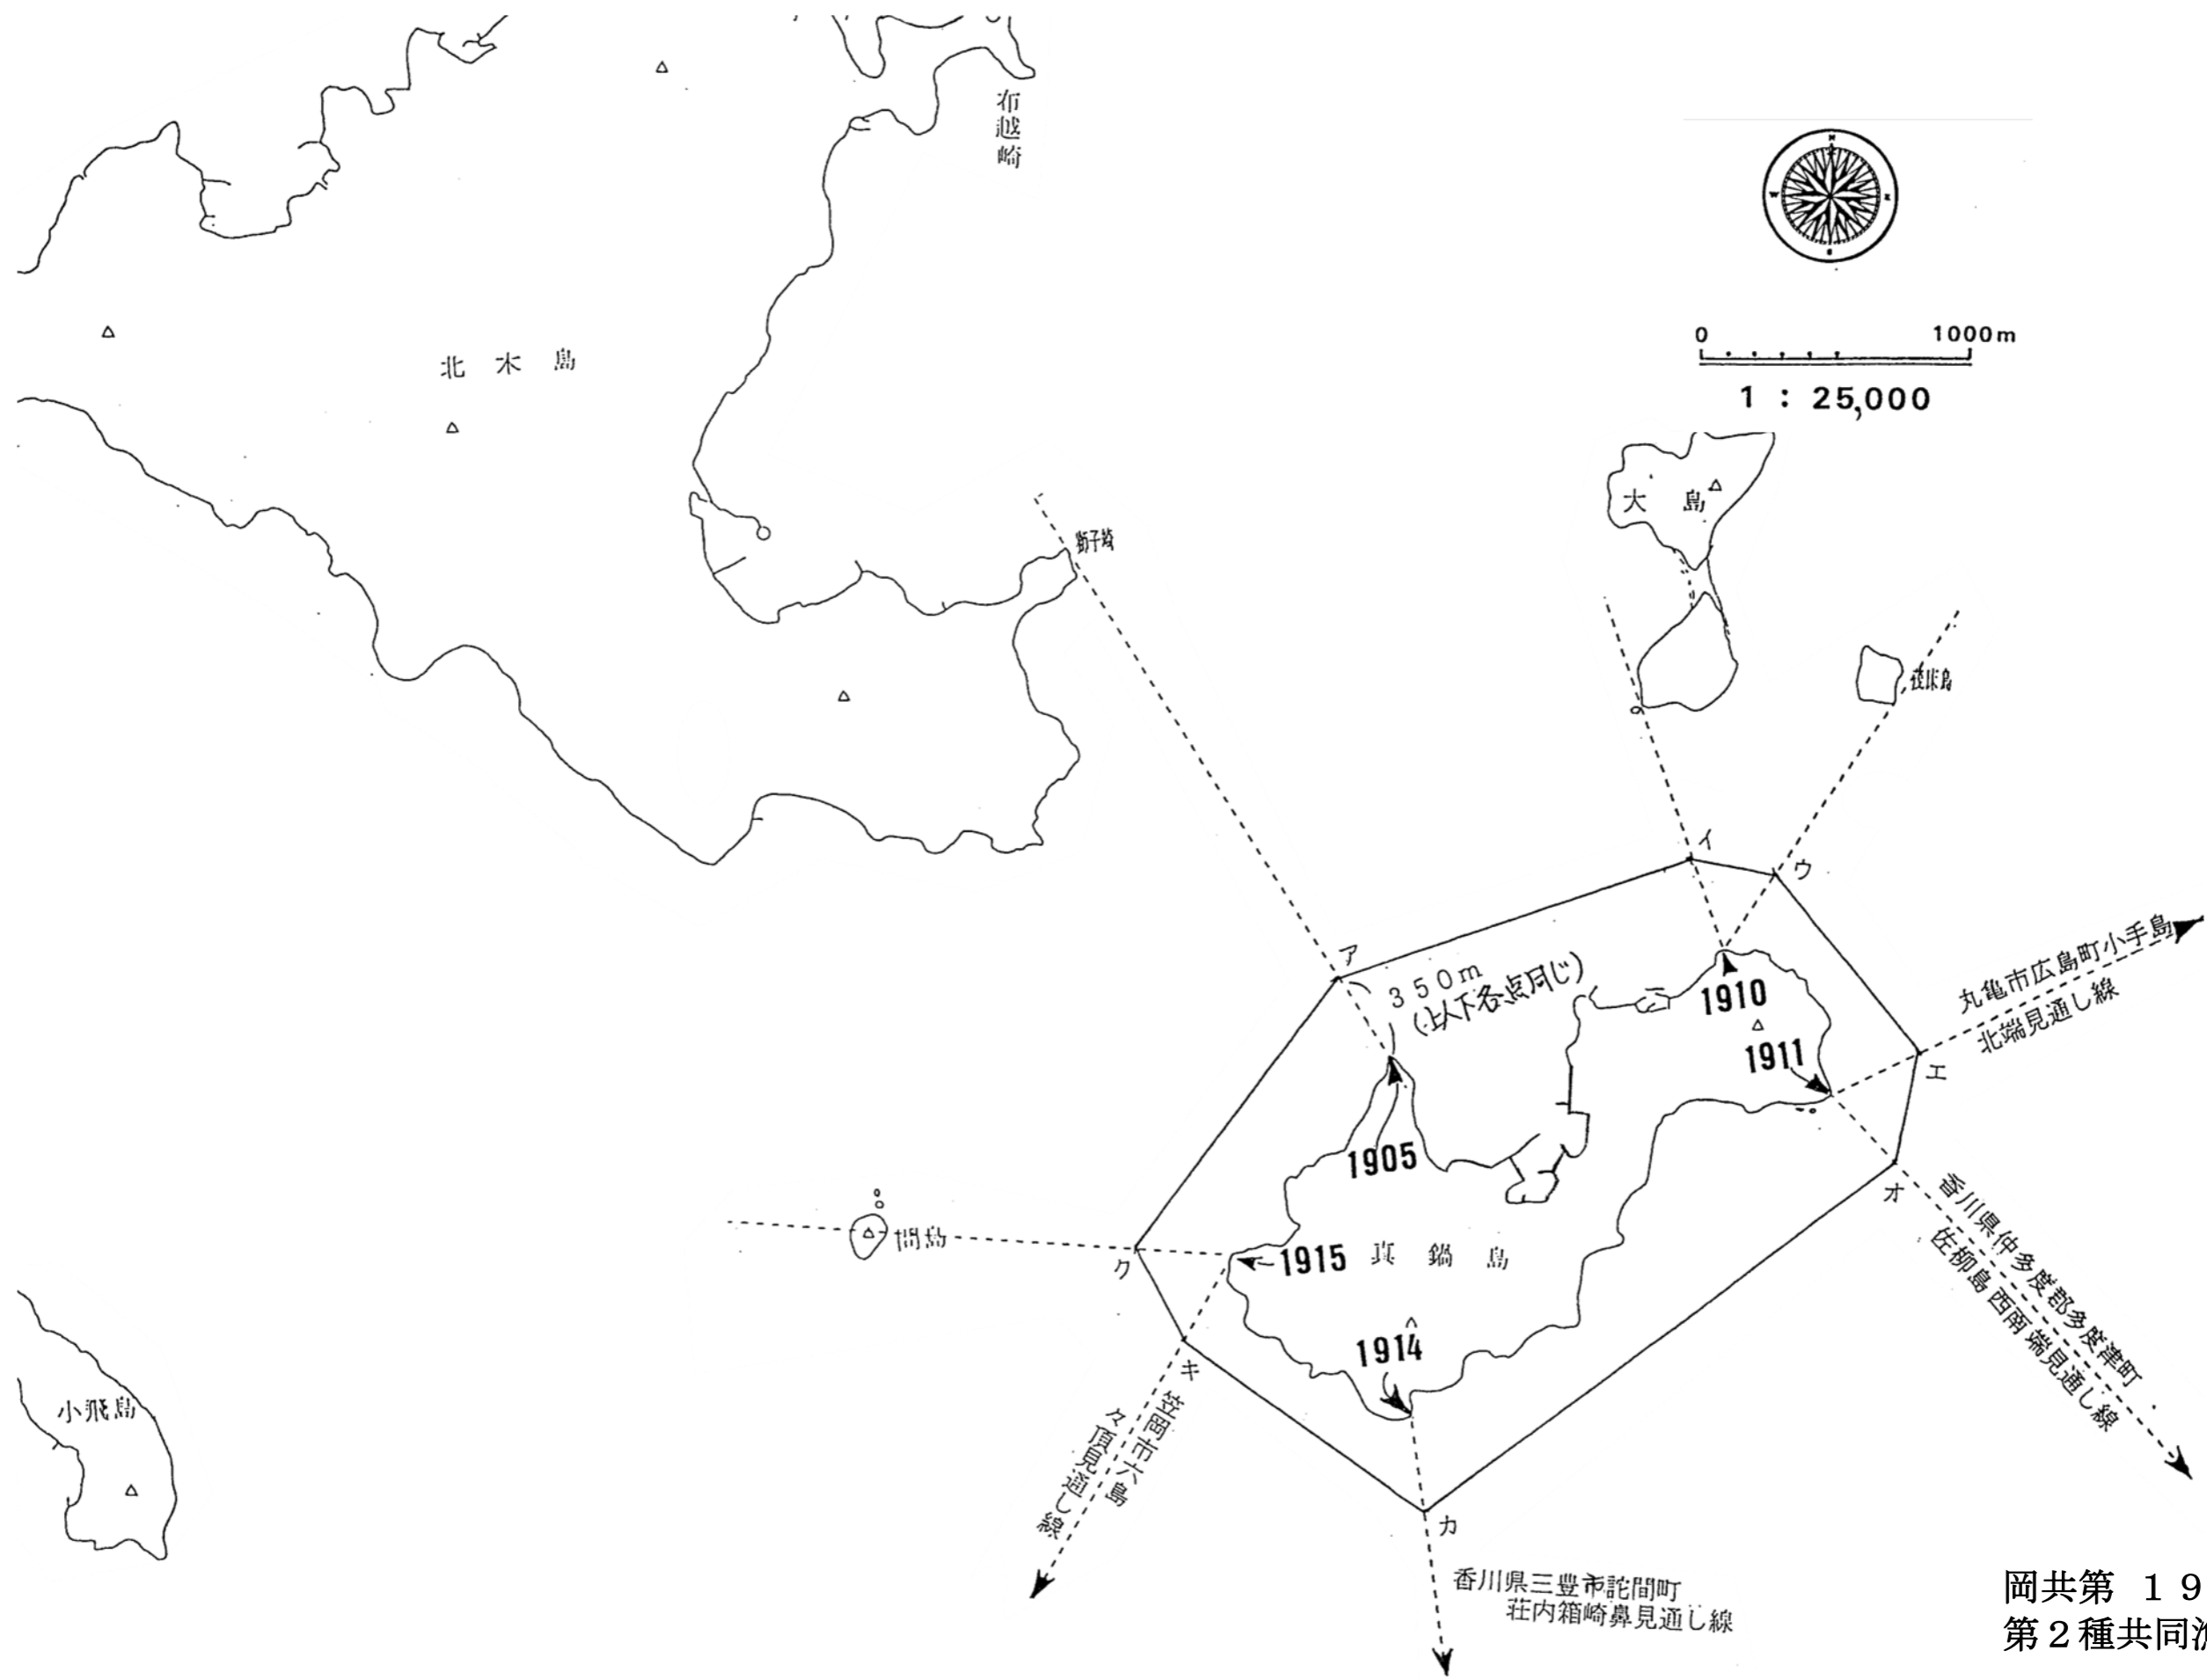 布越崎
N
W
E
S
0 1000m
1 : 25,000
北木島
大島
獅子崎
イ
ウ
ア
350m
(以下各点同じ)
1910
1911
エ
丸亀市広島町小手島
北端見通し線
1905
オ
香川県仲多度郡多度津町
佐柳島西南端見通し線
間島
ク
1915
真鍋島
1914
キ
笠岡市六島
々頂見通し線
小飛島
カ
香川県三豊市詫間町
荘内箱崎鼻見通し線
岡共第 19
第2種共同